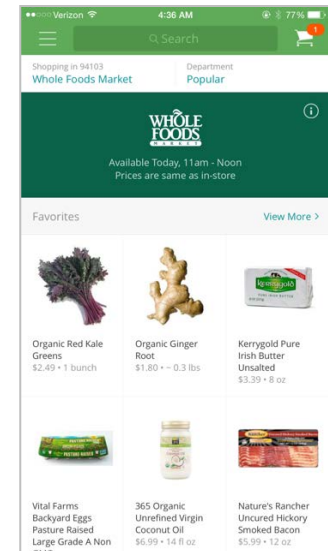 Verizon 4:36 AM 77%
Search 1
Shopping in 94103
Whole Foods Market
Department
Popular
WHOLE
FOODS
MARKET
Available Today, 11am - Noon
Prices are same as in-store
Favorites View More >
Kerrygold
Organic Red Kale
Greens
$2.49 • 1 bunch
Organic Ginger
Root
$1.80 • ~ 0.3 lbs
Kerrygold Pure
Irish Butter
Unsalted
$3.39 • 8 oz
PASTURE RAISED
Vital Farms
Backyard Eggs
Pasture Raised
Large Grade A Non
365 Organic
Unrefined Virgin
Coconut Oil
$6.99 • 14 fl oz
Nature's Rancher
Uncured Hickory
Smoked Bacon
$5.99 • 12 oz